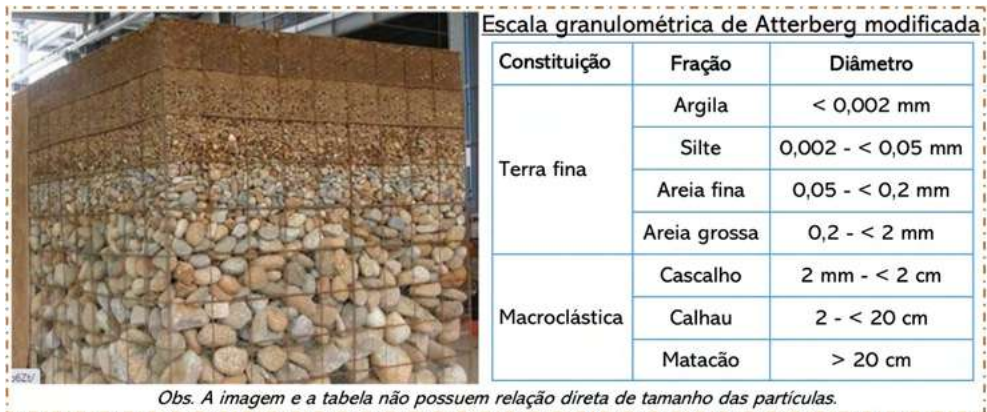 Escala granulométrica de Atterberg modificada
Constituição Fração Diâmetro
Terra fina
Argila < 0,002 mm
Silte 0,002 - < 0,05 mm
Areia fina 0,05 - < 0,2 mm
Areia grossa 0,2 - < 2 mm
Macroclástica
Cascalho 2 mm - < 2 cm
Calhau 2 - < 20 cm
Matacão > 20 cm
Obs. A imagem e a tabela não possuem relação direta de tamanho das partículas.